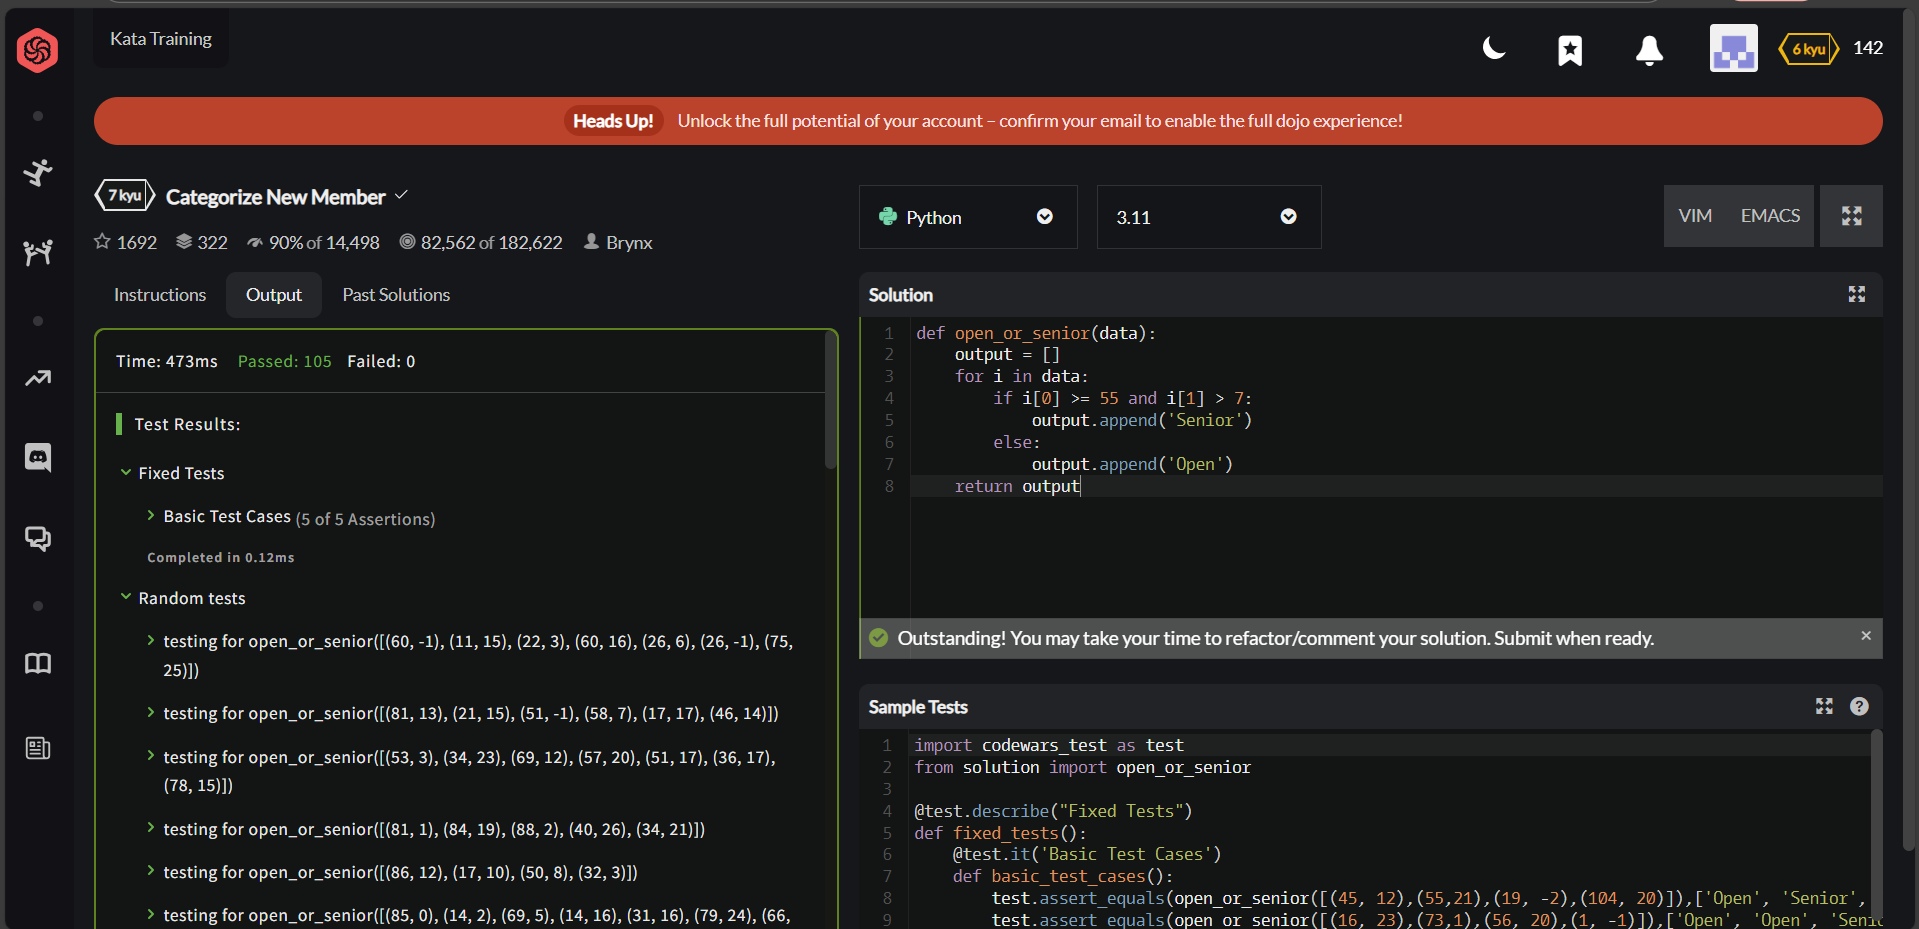 Kata Training
6 kyu 142
Heads Up! Unlock the full potential of your account – confirm your email to enable the full dojo experience!
7 kyu Categorize New Member
1692 322 90% of 14,498 82,562 of 182,622 Brynx
Instructions Output Past Solutions
Time: 473ms Passed: 105 Failed: 0
Test Results:
Fixed Tests
Basic Test Cases (5 of 5 Assertions)
Completed in 0.12ms
Random tests
testing for open_or_senior([(60, -1), (11, 15), (22, 3), (60, 16), (26, 6), (26, -1), (75,
25)])
testing for open_or_senior([(81, 13), (21, 15), (51, -1), (58, 7), (17, 17), (46, 14)])
testing for open_or_senior([(53, 3), (34, 23), (69, 12), (57, 20), (51, 17), (36, 17),
(78, 15)])
testing for open_or_senior([(81, 1), (84, 19), (88, 2), (40, 26), (34, 21)])
testing for open_or_senior([(86, 12), (17, 10), (50, 8), (32, 3)])
testing for open_or_senior([(85, 0), (14, 2), (69, 5), (14, 16), (31, 16), (79, 24), (66,
Python 3.11 VIM EMACS
Solution
1 def open_or_senior(data):
2 output = []
3 for i in data:
4 if i[0] >= 55 and i[1] > 7:
5 output.append('Senior')
6 else:
7 output.append('Open')
8 return output
Outstanding! You may take your time to refactor/comment your solution. Submit when ready. ×
Sample Tests ?
1 import codewars_test as test
2 from solution import open_or_senior
3
4 @test.describe("Fixed Tests")
5 def fixed_tests():
6 @test.it('Basic Test Cases')
7 def basic_test_cases():
8 test.assert_equals(open_or_senior([(45, 12),(55,21),(19, -2),(104, 20)]),['Open', 'Senior',
9 test.assert_equals(open_or_senior([(16, 23),(73,1),(56, 20),(1, -1)]),['Open', 'Open', 'Senio